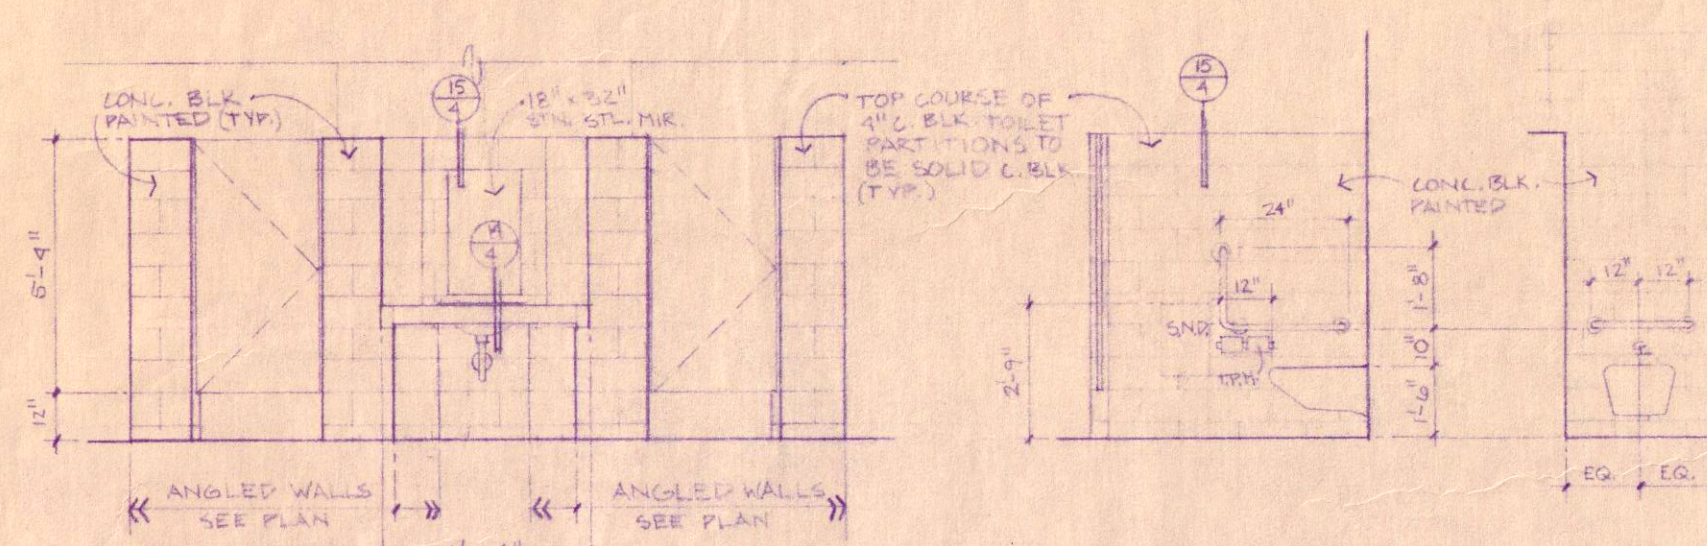 CONC. BLK
PAINTED (TYP.)
15
4
18" x 32"
STN. STL. MIR.
TOP COURSE OF
4" C. BLK. TOILET
PARTITIONS TO
BE SOLID C. BLK
(TYP.)
15
4
CONC. BLK.
PAINTED
14
4
6'-4"
12"
24"
12"
S.N.D.
T.P.H.
2'-9"
1'-8"
10"
1'-6"
12" 12"
EQ. EQ.
ANGLED WALLS
SEE PLAN
ANGLED WALLS
SEE PLAN